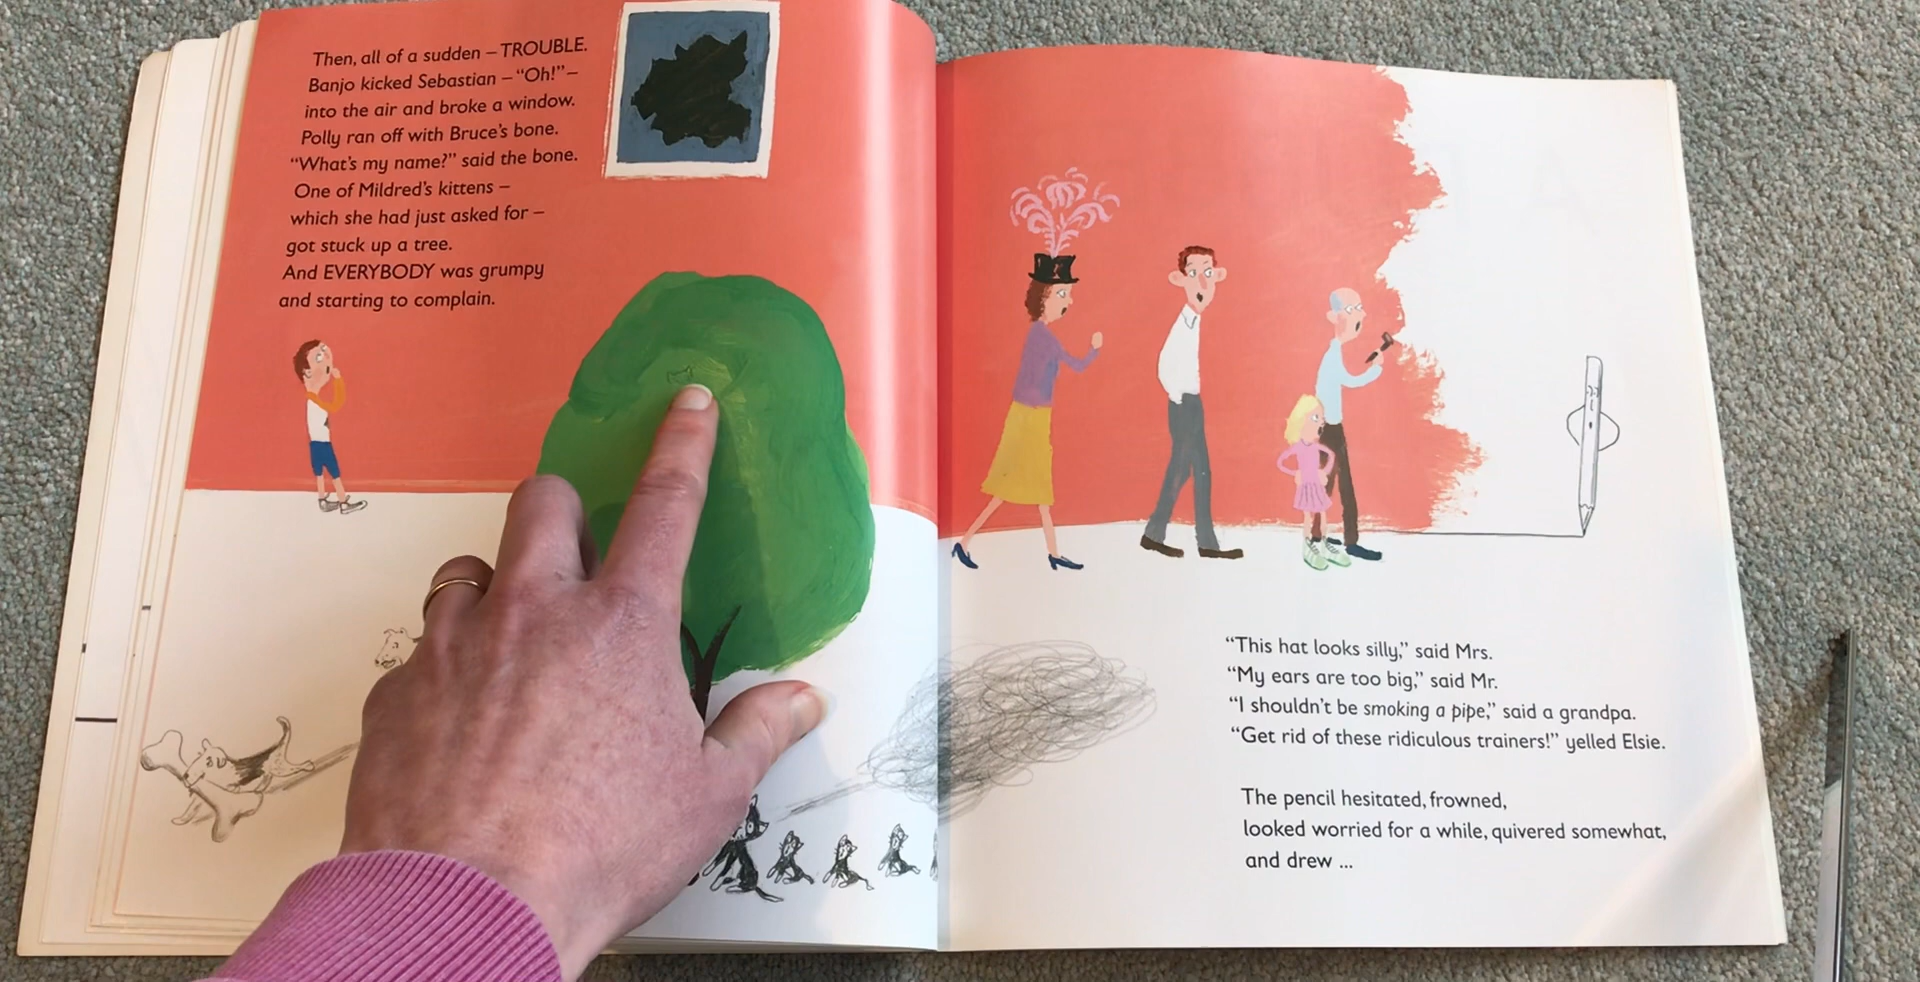 Then, all of a sudden – TROUBLE.
Banjo kicked Sebastian – “Oh!” –
into the air and broke a window.
Polly ran off with Bruce’s bone.
“What’s my name?” said the bone.
One of Mildred’s kittens –
which she had just asked for –
got stuck up a tree.
And EVERYBODY was grumpy
and starting to complain.
“This hat looks silly,” said Mrs.
“My ears are too big,” said Mr.
“I shouldn’t be smoking a pipe,” said a grandpa.
“Get rid of these ridiculous trainers!” yelled Elsie.
The pencil hesitated, frowned,
looked worried for a while, quivered somewhat,
and drew ...